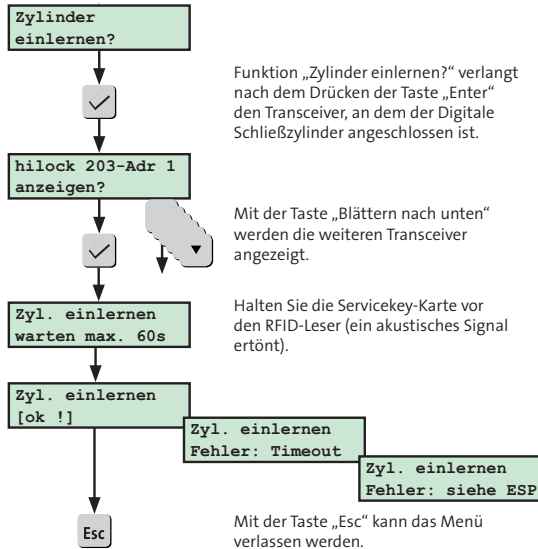 Zylinder
einlernen?
Funktion „Zylinder einlernen?“ verlangt
nach dem Drücken der Taste „Enter“
den Transceiver, an dem der Digitale
Schließzylinder angeschlossen ist.
hilock 203-Adr 1
anzeigen?
Mit der Taste „Blättern nach unten“
werden die weiteren Transceiver
angezeigt.
Zyl. einlernen
warten max. 60s
Halten Sie die Servicekey-Karte vor
den RFID-Leser (ein akustisches Signal
ertönt).
Zyl. einlernen
[ok !]
Zyl. einlernen
Fehler: Timeout
Zyl. einlernen
Fehler: siehe ESP
Esc
Mit der Taste „Esc“ kann das Menü
verlassen werden.